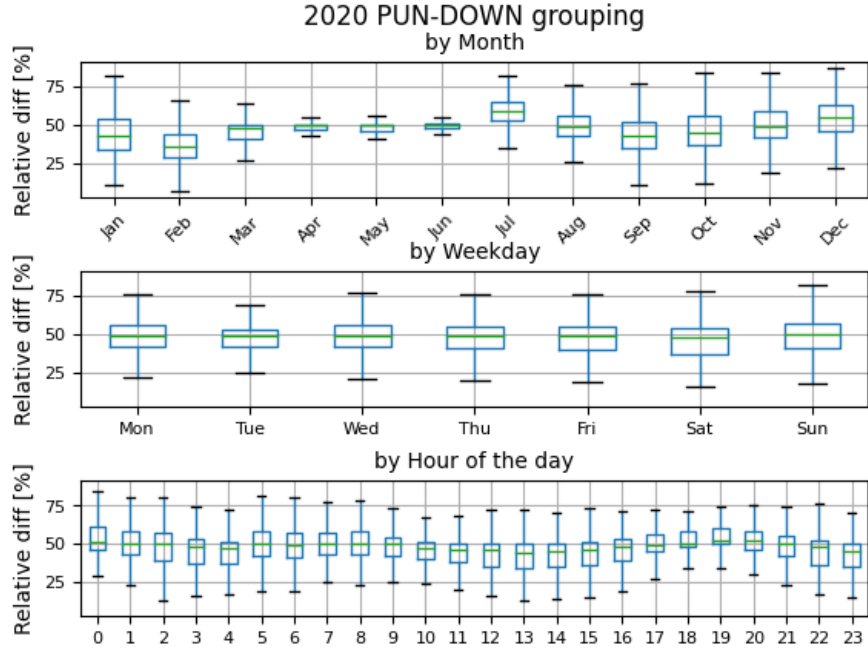 2020 PUN-DOWN grouping
by Month
Relative diff [%]
75
50
25
Jan Feb Mar Apr May Jun Jul Aug Sep Oct Nov Dec
by Weekday
Relative diff [%]
75
50
25
Mon Tue Wed Thu Fri Sat Sun
by Hour of the day
Relative diff [%]
75
50
25
0 1 2 3 4 5 6 7 8 9 10 11 12 13 14 15 16 17 18 19 20 21 22 23